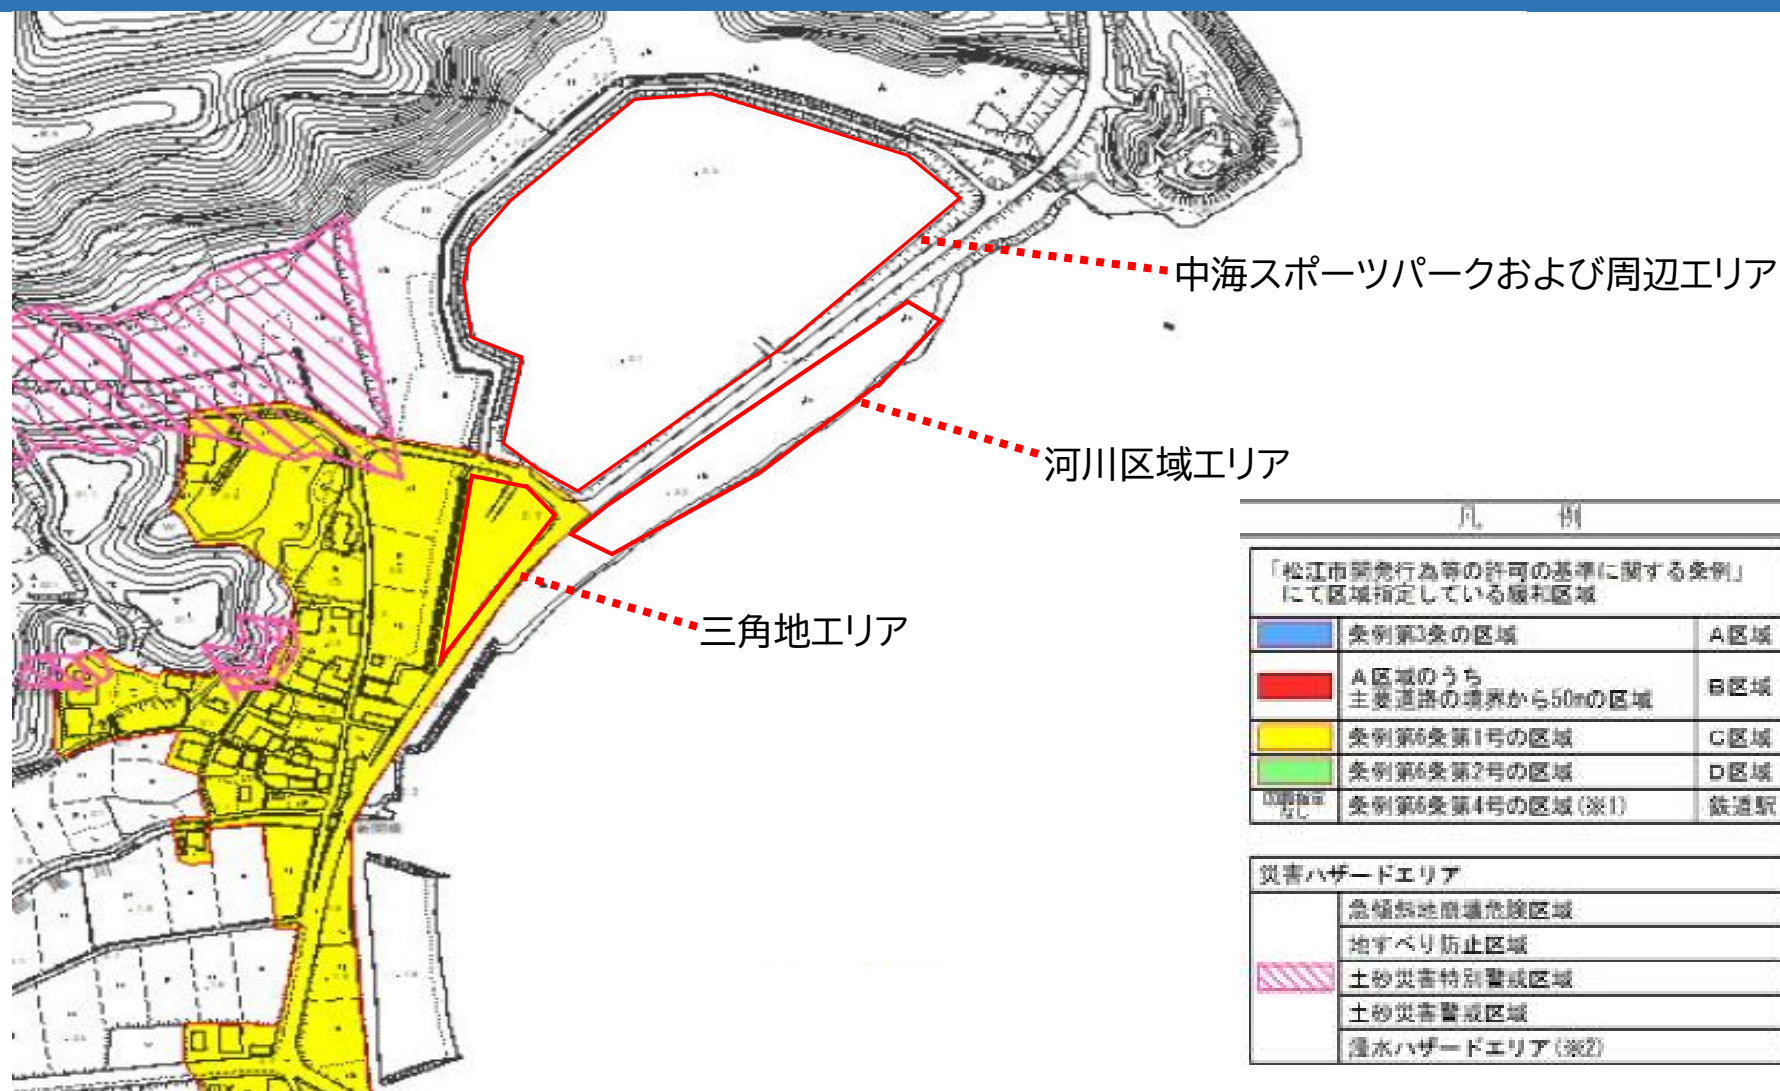 中海スポーツパークおよび周辺エリア
河川区域エリア
三角地エリア
凡　例
「松江市開発行為等の許可の基準に関する条例」
にて区域指定している緩和区域
条例第3条の区域 A区域
A区域のうち
主要道路の境界から50mの区域 B区域
条例第6条第1号の区域 C区域
条例第6条第2号の区域 D区域
なし 条例第6条第4号の区域(※1) 鉄道駅
災害ハザードエリア
急傾斜地崩壊危険区域
地すべり防止区域
土砂災害特別警戒区域
土砂災害警戒区域
浸水ハザードエリア(※2)